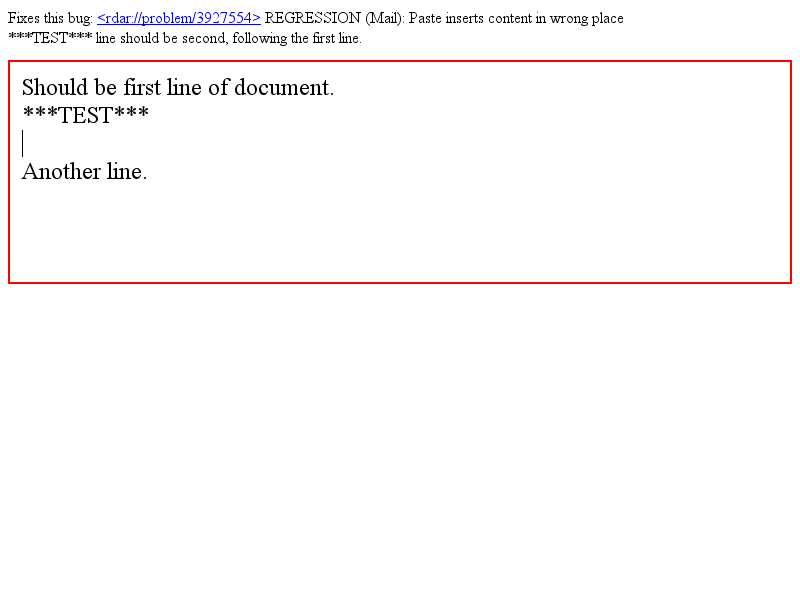 Fixes this bug: <rdar://problem/3927554> REGRESSION (Mail): Paste inserts content in wrong place
***TEST*** line should be second, following the first line.
Should be first line of document.
***TEST***
Another line.